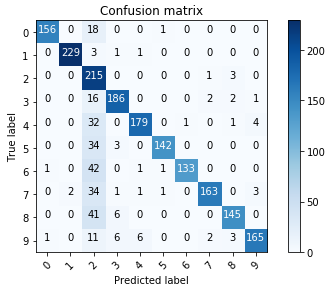 Confusion matrix
0 156 0 18 0 0 1 0 0 0 0
1 0 229 3 1 1 0 0 0 0 0
2 0 0 215 0 0 0 0 1 3 0
3 0 0 16 186 0 0 0 2 2 1
4 0 0 32 0 179 0 1 0 1 4
5 0 0 34 3 0 142 0 0 0 0
6 1 0 42 0 1 1 133 0 0 0
7 0 2 34 1 1 1 0 163 0 3
8 0 0 41 6 0 0 0 0 145 0
9 1 0 11 6 6 0 0 2 3 165
0 1 2 3 4 5 6 7 8 9
True label
Predicted label
200
150
100
50
0